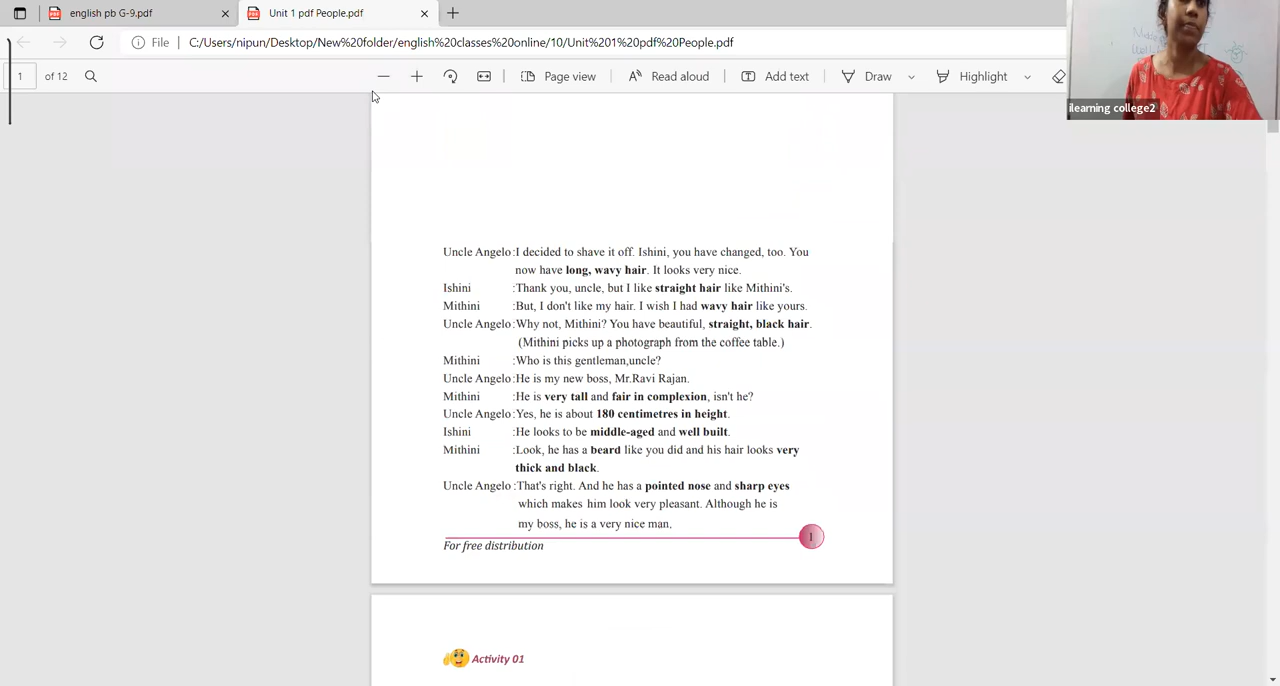 english pb G-9.pdf
Unit 1 pdf People.pdf
File
C:/Users/nipun/Desktop/New%20folder/english%20classes%20online/10/Unit%201%20pdf%20People.pdf
1 of 12
Page view
Read aloud
Add text
Draw
Highlight
ilearning college2
Uncle Angelo :I decided to shave it off. Ishini, you have changed, too. You
now have long, wavy hair. It looks very nice.
Ishini :Thank you, uncle, but I like straight hair like Mithini's.
Mithini :But, I don't like my hair. I wish I had wavy hair like yours.
Uncle Angelo :Why not, Mithini? You have beautiful, straight, black hair.
(Mithini picks up a photograph from the coffee table.)
Mithini :Who is this gentleman,uncle?
Uncle Angelo :He is my new boss, Mr.Ravi Rajan.
Mithini :He is very tall and fair in complexion, isn't he?
Uncle Angelo :Yes, he is about 180 centimetres in height.
Ishini :He looks to be middle-aged and well built.
Mithini :Look, he has a beard like you did and his hair looks very
thick and black.
Uncle Angelo :That's right. And he has a pointed nose and sharp eyes
which makes him look very pleasant. Although he is
my boss, he is a very nice man.
1
For free distribution
Activity 01